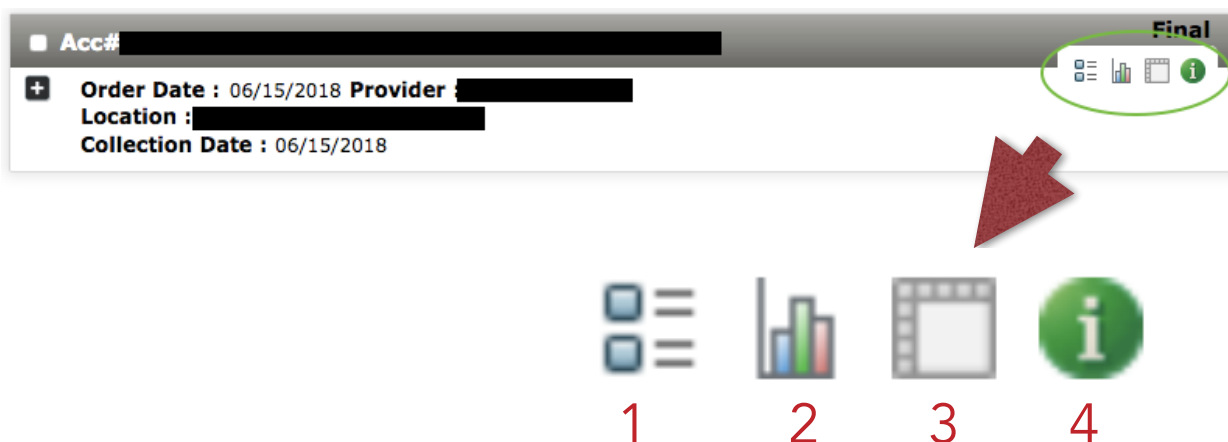 Final
Acc#
Order Date : 06/15/2018 Provider :
Location :
Collection Date : 06/15/2018
1 2 3 4